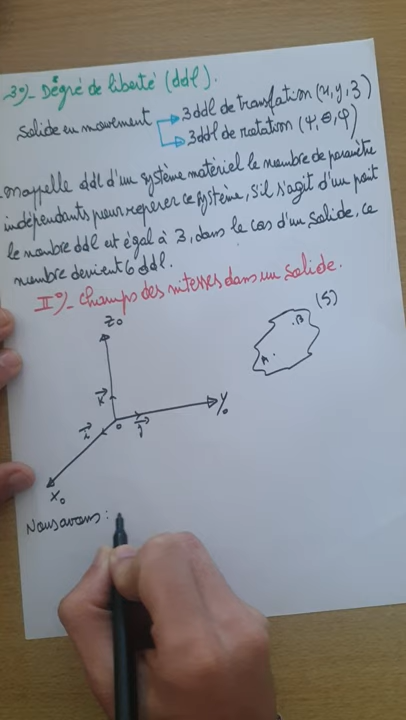 3°)- Dégré de liberté (ddl).
Solide en mouvement
3ddl de translation (x, y, z)
3ddl de rotation (Ψ, θ, φ)
on appelle ddl d'un système matériel le nombre de paramètre
indépendants pour reperer ce système, s'il s'agit d'un point
le nombre ddl est égal à 3, dans le cas d'un solide, ce
nombre devient 6 ddl.
II°)- Champs des vitesses dans un solide.
Z₀
(S)
B
A
k
i
o
j
Y₀
X₀
Nous avons :